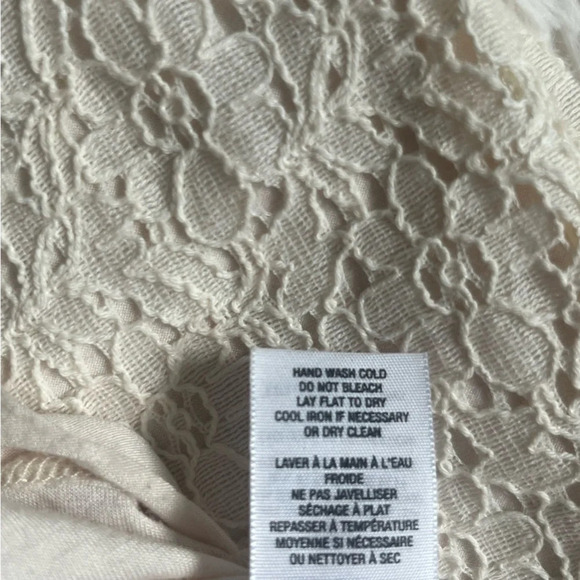 HAND WASH COLD
DO NOT BLEACH
LAY FLAT TO DRY
COOL IRON IF NECESSARY
OR DRY CLEAN
LAVER À LA MAIN À L'EAU
FROIDE
NE PAS JAVELLISER
SÉCHAGE À PLAT
REPASSER À TEMPÉRATURE
MOYENNE SI NÉCESSAIRE
OU NETTOYER À SEC